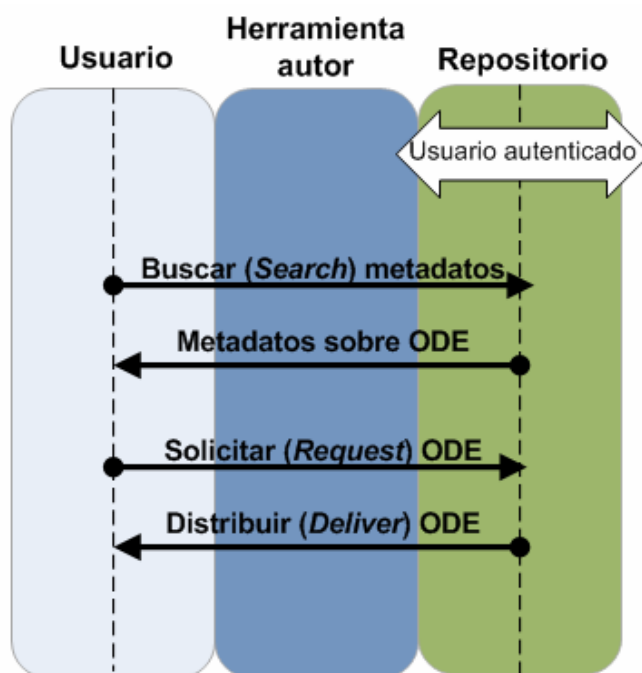 Usuario
Herramienta
autor
Repositorio
Usuario autenticado
Buscar (Search) metadatos
Metadatos sobre ODE
Solicitar (Request) ODE
Distribuir (Deliver) ODE